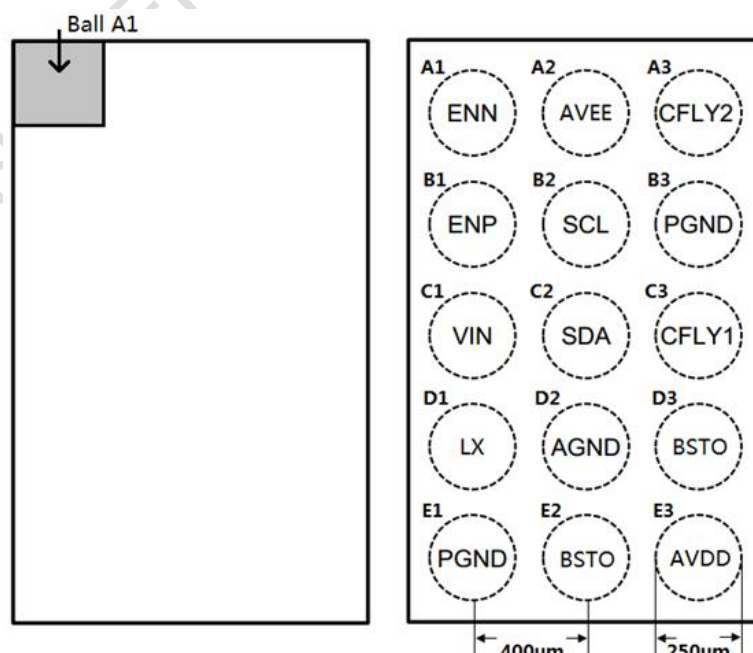 Ball A1
A1 A2 A3
ENN AVEE CFLY2
B1 B2 B3
ENP SCL PGND
C1 C2 C3
VIN SDA CFLY1
D1 D2 D3
LX AGND BSTO
E1 E2 E3
PGND BSTO AVDD
400um 250um